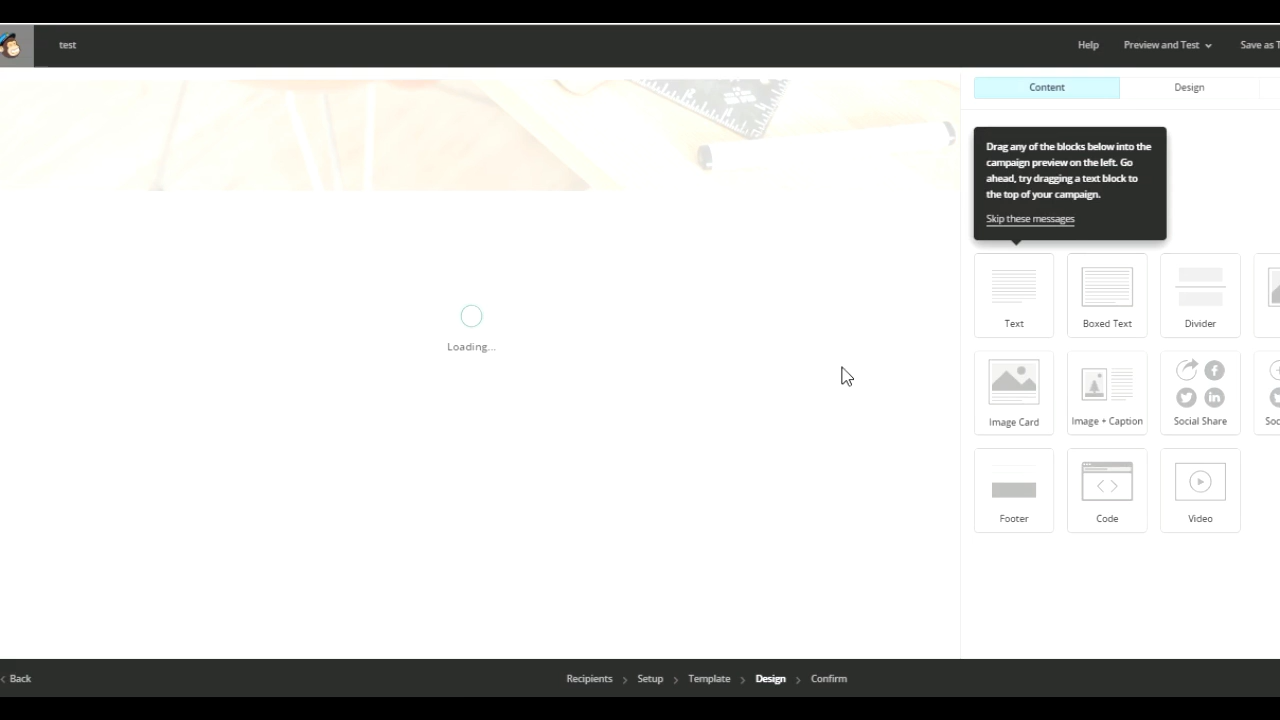 test
Help
Preview and Test
Save as
Content
Design
Drag any of the blocks below into the
campaign preview on the left. Go
ahead, try dragging a text block to
the top of your campaign.
Skip these messages
Text
Boxed Text
Divider
Loading...
Image Card
Image + Caption
Social Share
Footer
Code
Video
Back
Recipients
Setup
Template
Design
Confirm